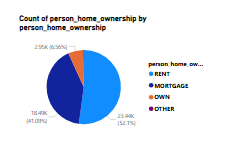 Count of person_home_ownership by
person_home_ownership
2.95K (6.56%)
person_home_ow...
RENT
MORTGAGE
OWN
OTHER
18.49K
(41.09%)
23.44K
(52.1%)